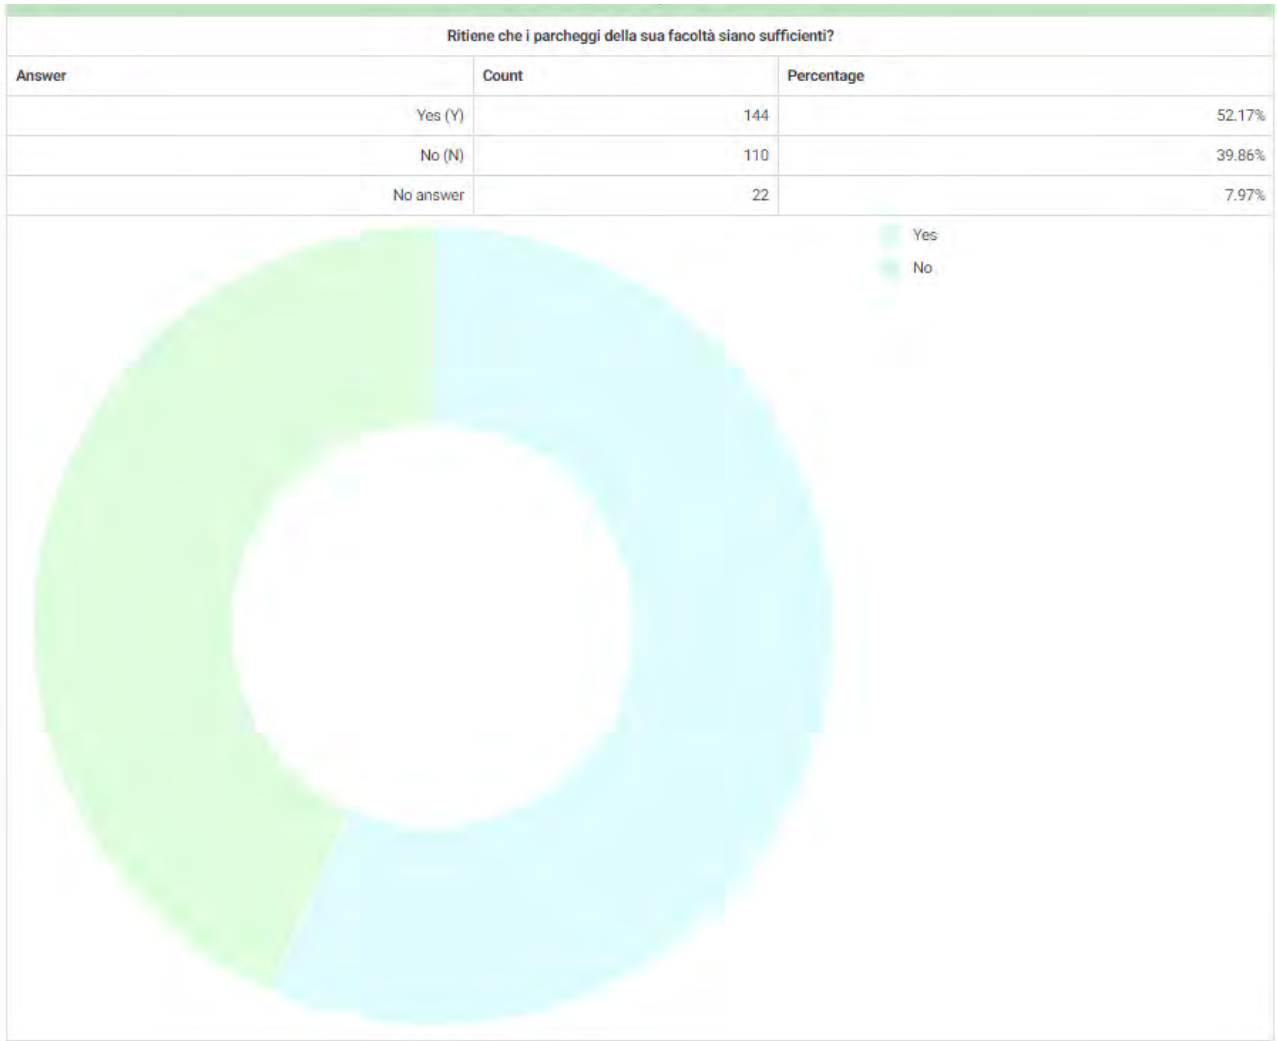 Ritiene che i parcheggi della sua facoltà siano sufficienti?
Answer Count Percentage
Yes (Y) 144 52.17%
No (N) 110 39.86%
No answer 22 7.97%
Yes
No